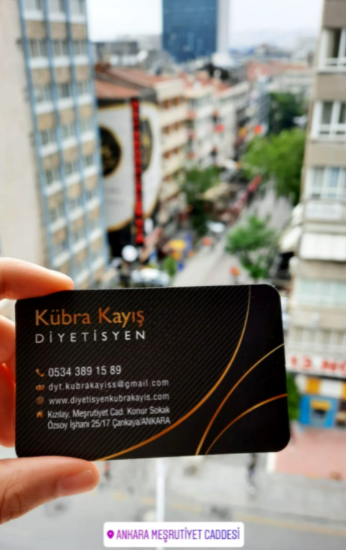 Kübra Kayış
DİYETİSYEN
0534 389 15 89
dyt.kubrakayiss@gmail.com
www.diyetisyenkubrakayis.com
Kızılay, Meşrutiyet Cad. Konur Sokak
Özsoy İşhanı 25/17 Çankaya/ANKARA
ANKARA MEŞRUTİYET CADDESİ